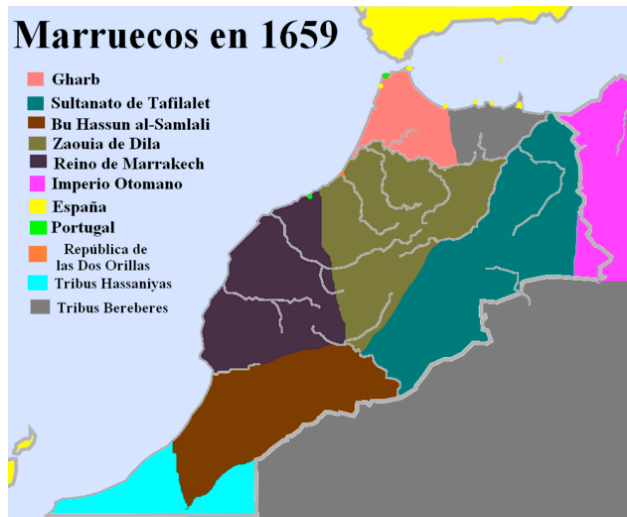 Marruecos en 1659
Gharb
Sultanato de Tafilalet
Bu Hassun al-Samlali
Zaouia de Dila
Reino de Marrakech
Imperio Otomano
España
Portugal
República de
las Dos Orillas
Tribus Hassaniyas
Tribus Bereberes